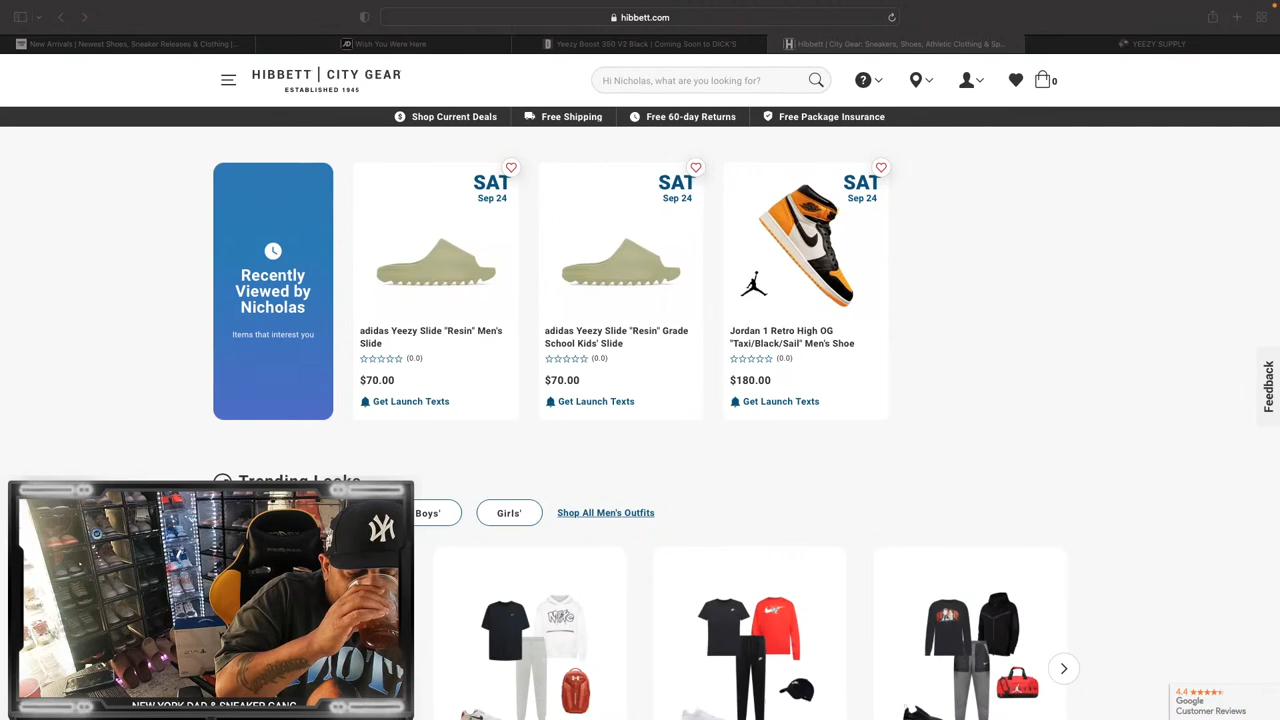 hibbett.com
New Arrivals | Newest Shoes, Sneaker Releases & Clothing |...
Wish You Were Here
Yeezy Boost 350 V2 Black | Coming Soon to DICK'S
Hibbett | City Gear: Sneakers, Shoes, Athletic Clothing & Sp...
YEEZY SUPPLY
HIBBETT | CITY GEAR
ESTABLISHED 1945
Hi Nicholas, what are you looking for?
0
Shop Current Deals
Free Shipping
Free 60-day Returns
Free Package Insurance
Recently
Viewed by
Nicholas
Items that interest you
SAT
Sep 24
adidas Yeezy Slide "Resin" Men's
Slide
(0.0)
$70.00
Get Launch Texts
SAT
Sep 24
adidas Yeezy Slide "Resin" Grade
School Kids' Slide
(0.0)
$70.00
Get Launch Texts
SAT
Sep 24
Jordan 1 Retro High OG
"Taxi/Black/Sail" Men's Shoe
(0.0)
$180.00
Get Launch Texts
Feedback
Trending Looks
Boys'
Girls'
Shop All Men's Outfits
NY
NEW YORK DAD & SNEAKER GANG
4.4
Google
Customer Reviews